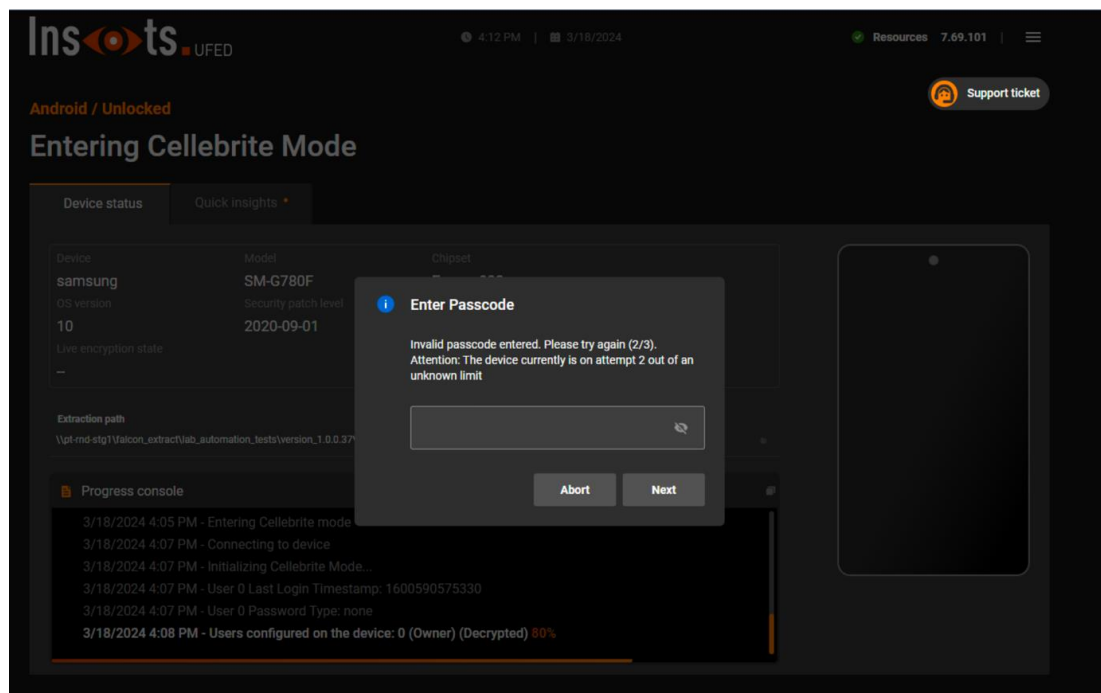 Ins ts. UFED
4:12 PM | 3/18/2024
Resources 7.69.101 |
Support ticket
Android / Unlocked
Entering Cellebrite Mode
Device status
Quick insights
Device
Model
Chipset
samsung
SM-G780F
OS version
Security patch level
10
2020-09-01
Live encryption state
--
Enter Passcode
Invalid passcode entered. Please try again (2/3).
Attention: The device currently is on attempt 2 out of an
unknown limit
Abort
Next
Extraction path
\\pt-rnd-stg1\falcon_extract\lab_automation_tests\version_1.0.0.37
Progress console
3/18/2024 4:05 PM - Entering Cellebrite mode
3/18/2024 4:07 PM - Connecting to device
3/18/2024 4:07 PM - Initializing Cellebrite Mode...
3/18/2024 4:07 PM - User 0 Last Login Timestamp: 1600590575330
3/18/2024 4:07 PM - User 0 Password Type: none
3/18/2024 4:08 PM - Users configured on the device: 0 (Owner) (Decrypted) 80%